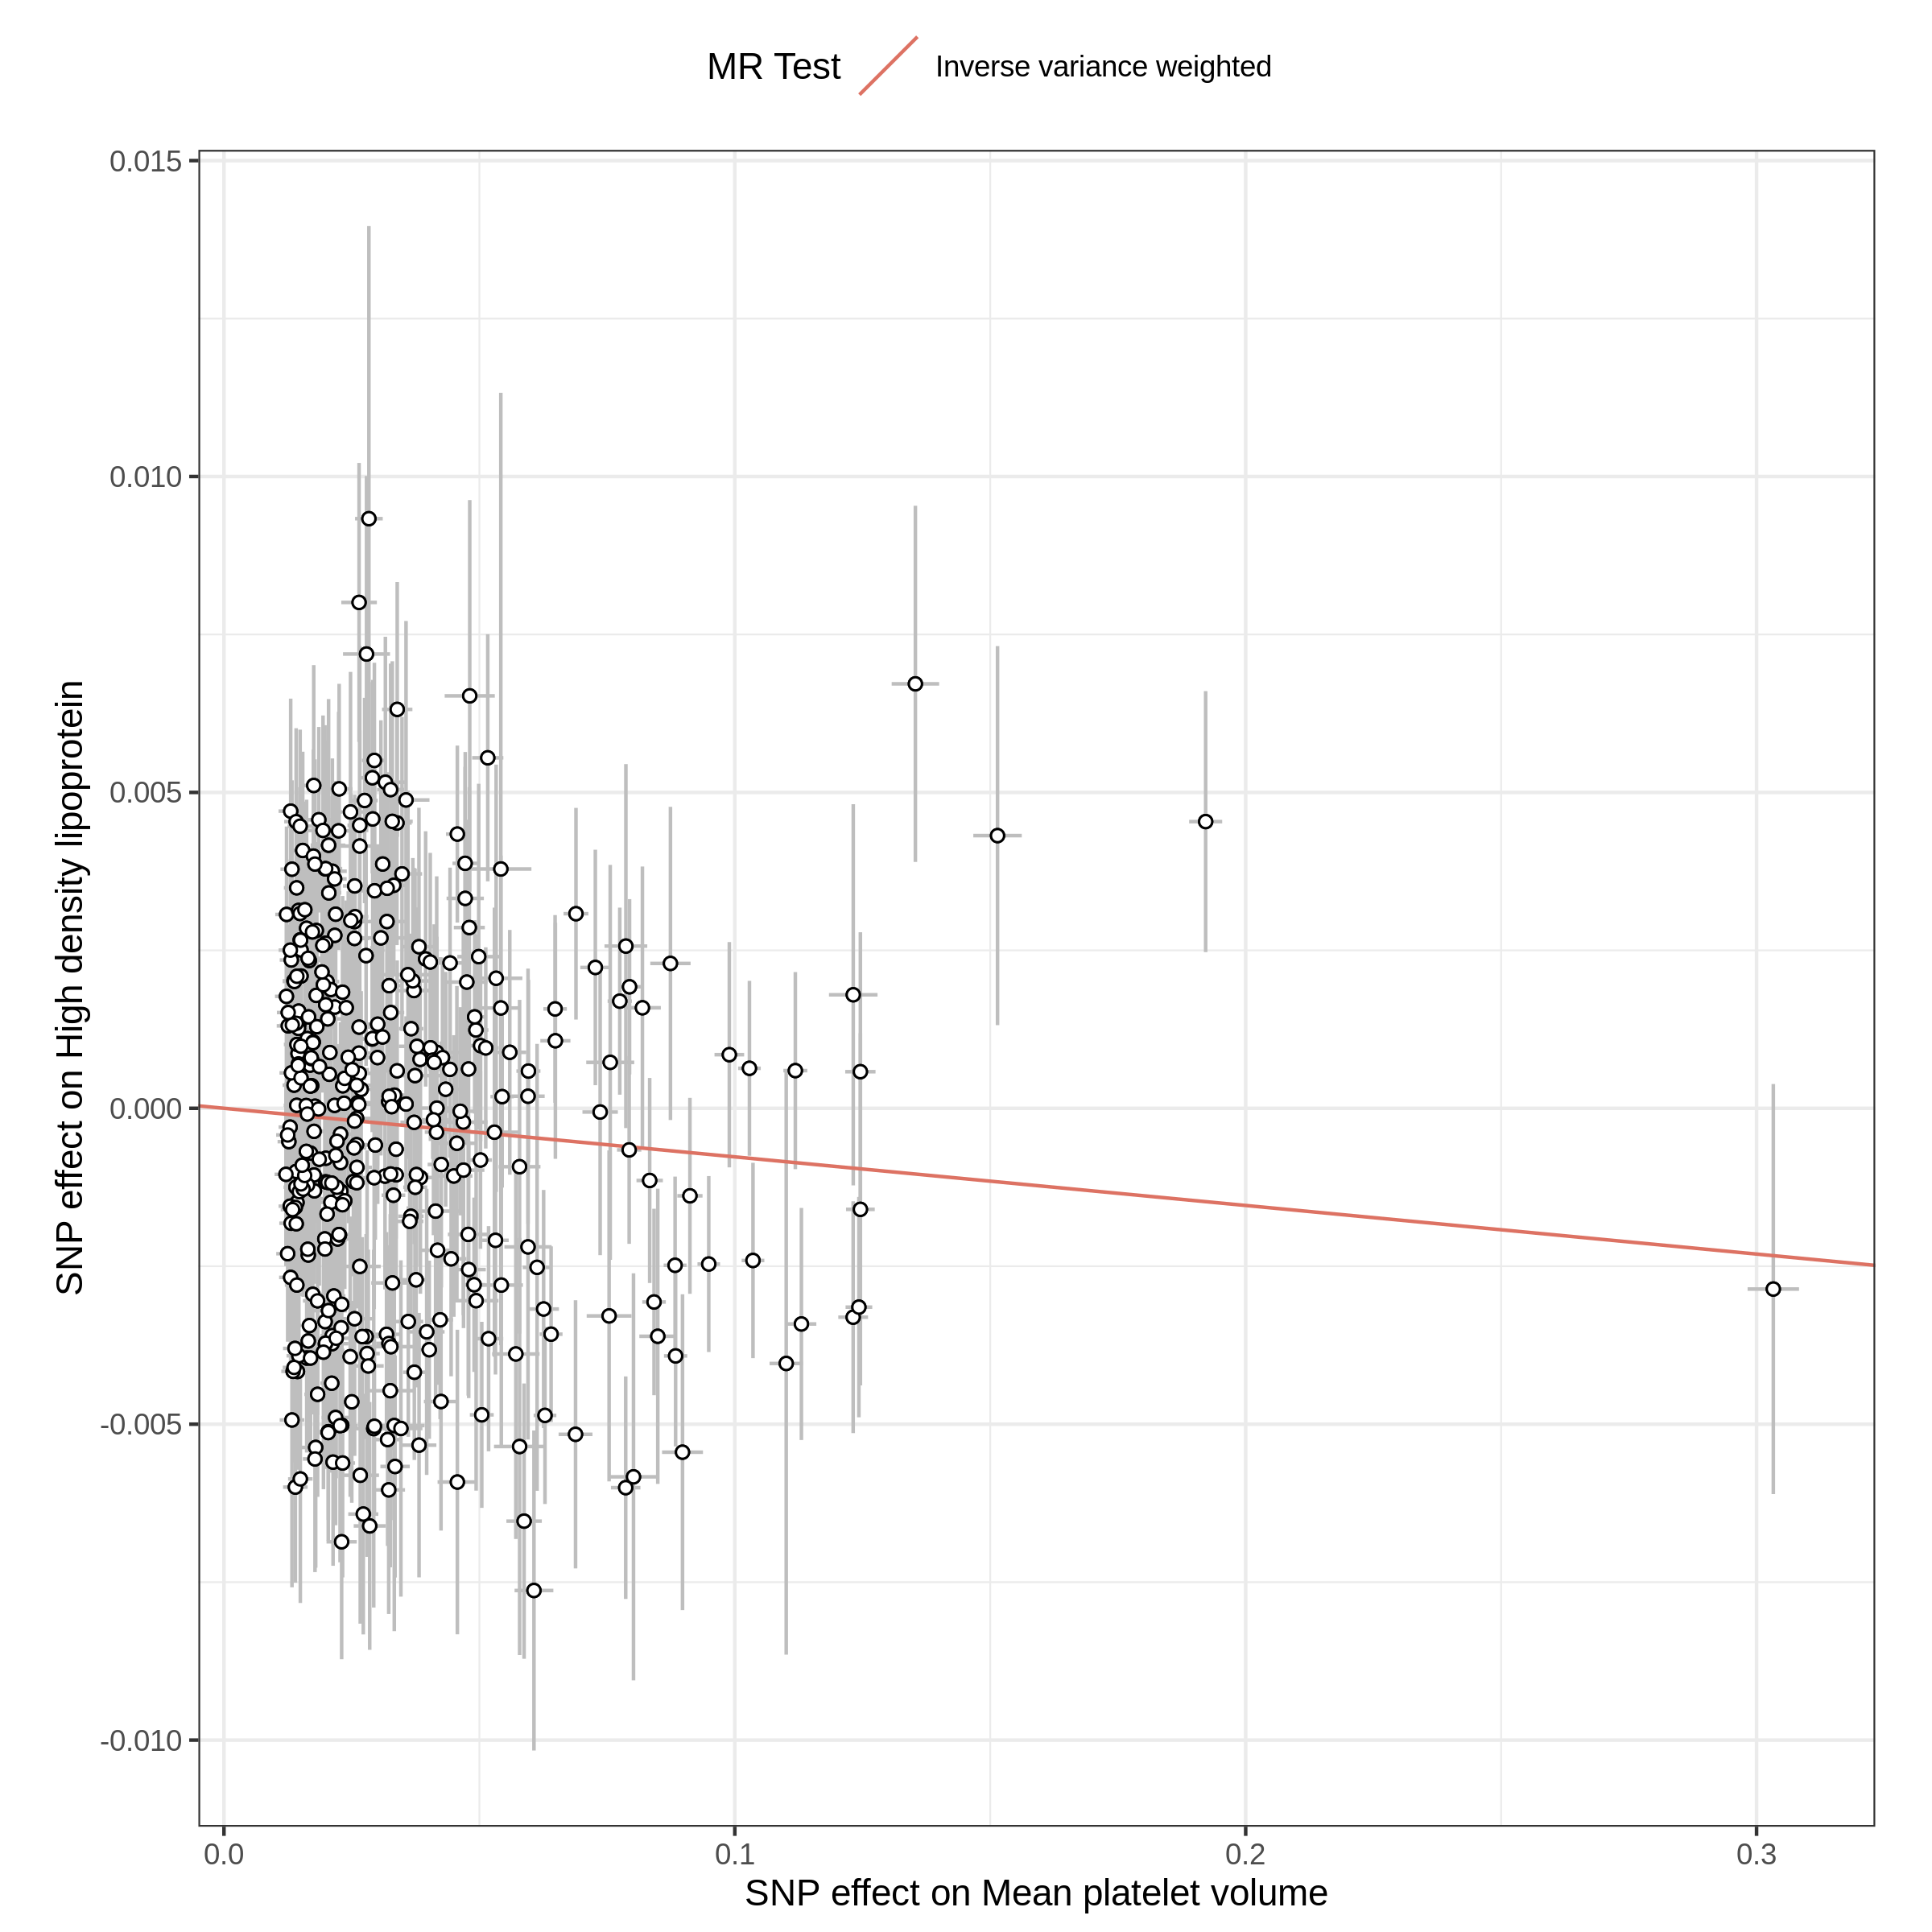 MR Test
Inverse variance weighted
0.015
0.010
0.005
0.000
-0.005
-0.010
SNP effect on High density lipoprotein
0.0
0.1
0.2
0.3
SNP effect on Mean platelet volume